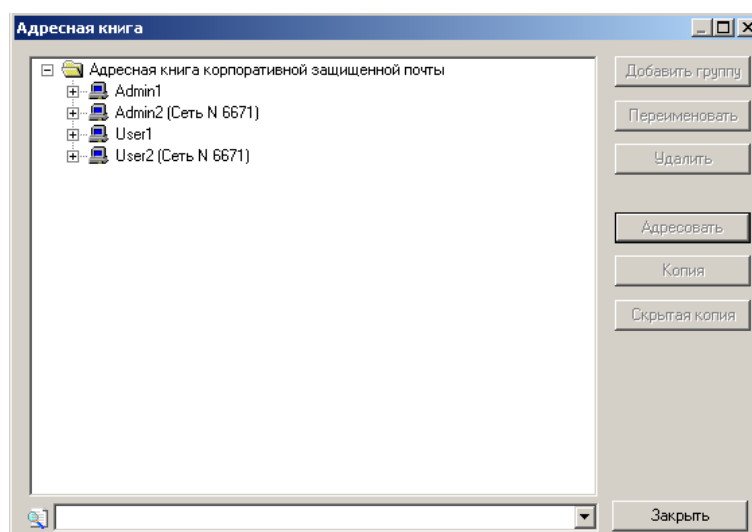 Адресная книга
Адресная книга корпоративной защищенной почты
Admin1
Admin2 (Сеть N 6671)
User1
User2 (Сеть N 6671)
Добавить группу
Переименовать
Удалить
Адресовать
Копия
Скрытая копия
Закрыть